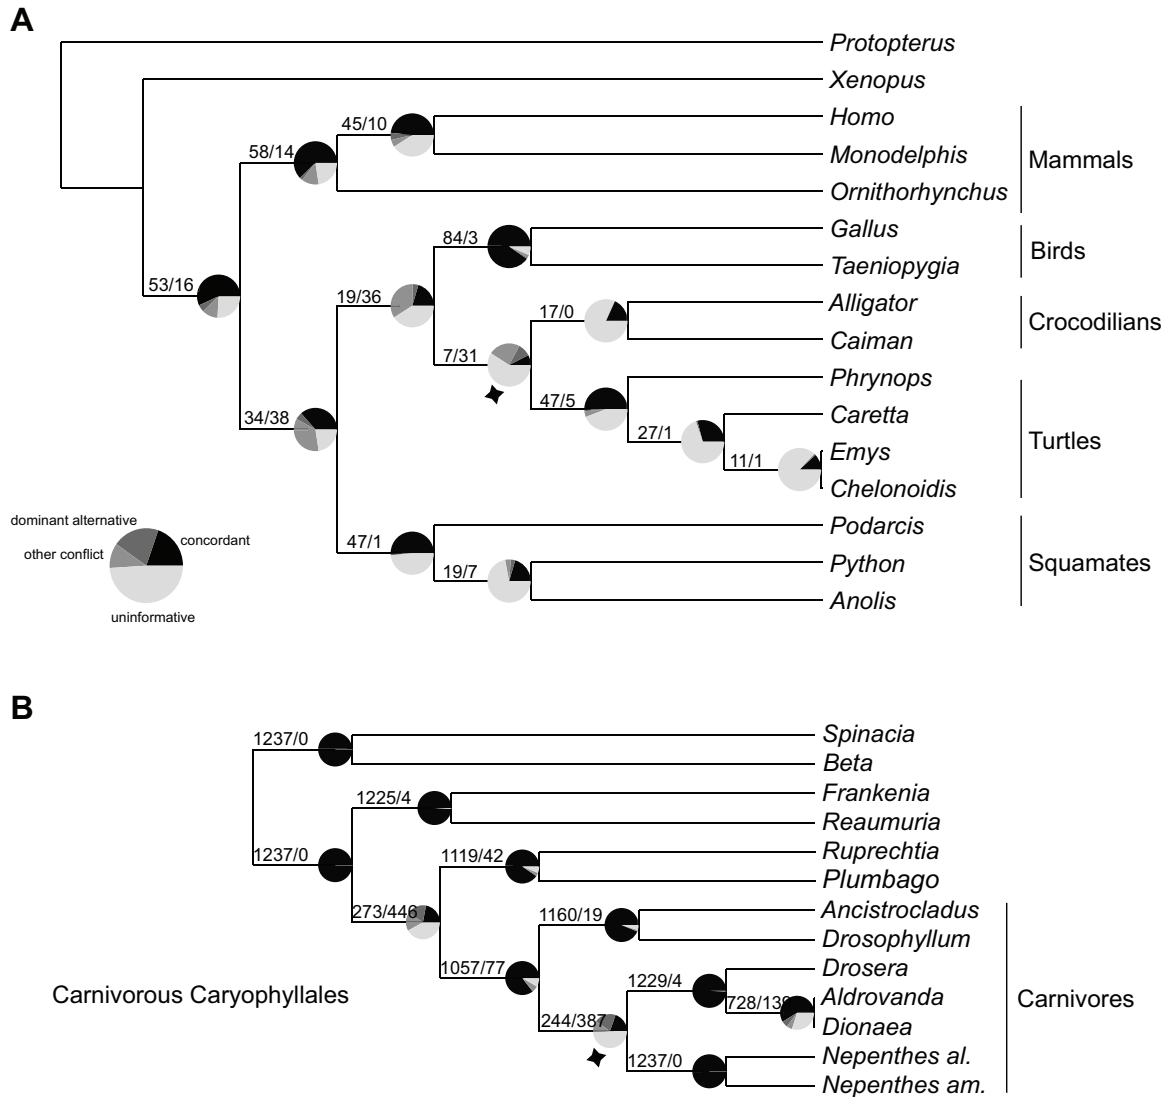 A
Protopterus
Xenopus
45/10
Homo
58/14
Monodelphis
Mammals
Ornithorhynchus
84/3
Gallus
Birds
Taeniopygia
53/16
19/36
17/0
Alligator
Crocodilians
Caiman
7/31
47/5
Phrynops
34/38
27/1
Caretta
Turtles
11/1
Emys
Chelonoidis
dominant alternative
other conflict
concordant
uninformative
47/1
Podarcis
19/7
Python
Squamates
Anolis
B
1237/0
Spinacia
Beta
1225/4
Frankenia
Reaumuria
1237/0
1119/42
Ruprechtia
Plumbago
273/446
1160/19
Ancistrocladus
Drosophyllum
1057/77
1229/4
Drosera
Carnivorous Caryophyllales
728/139
Aldrovanda
Carnivores
244/387
Dionaea
1237/0
Nepenthes al.
Nepenthes am.